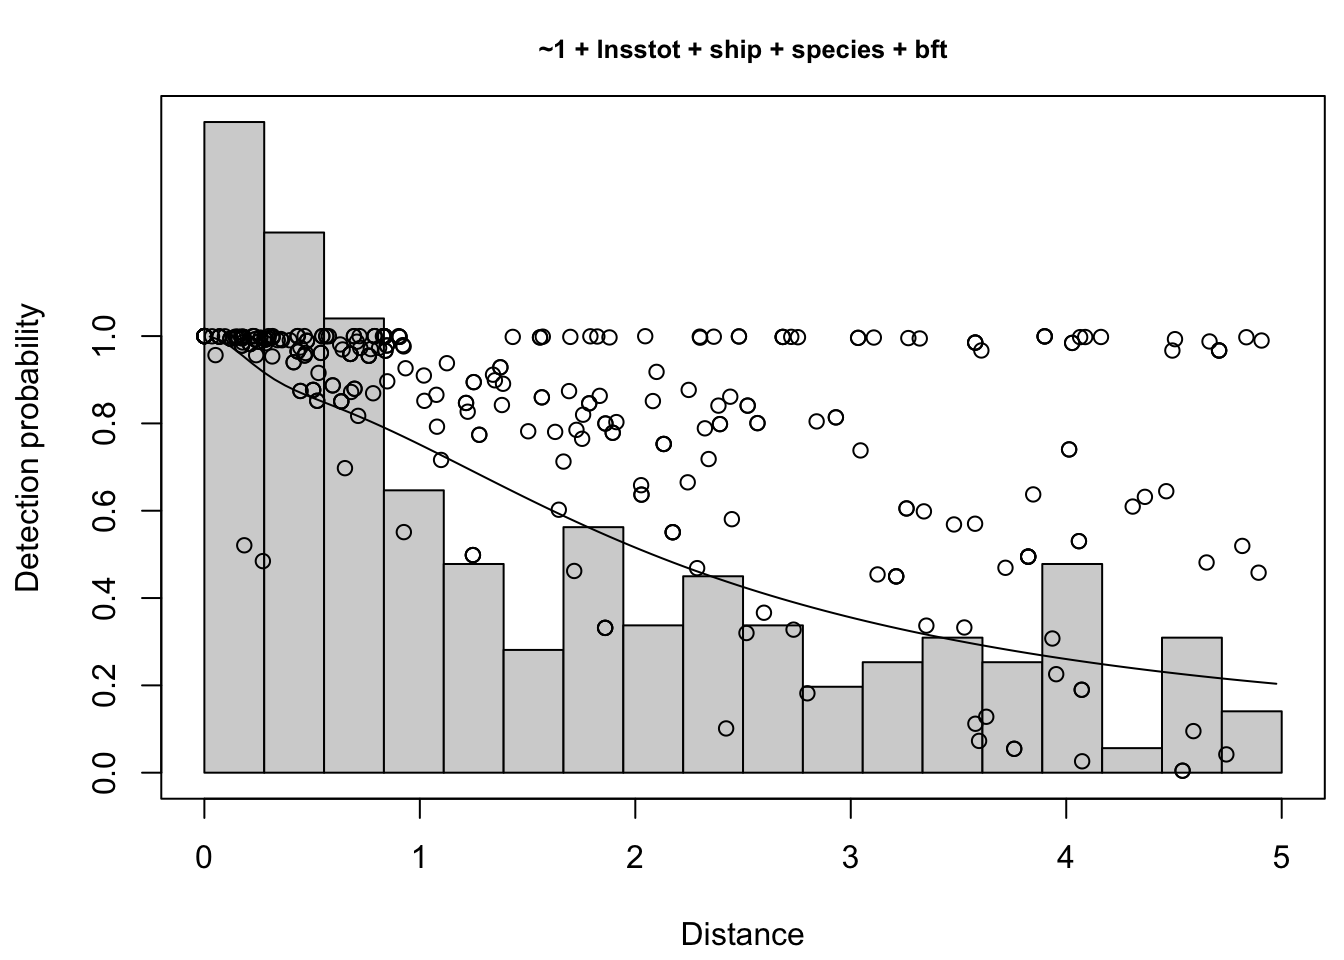 ~1 + lnsstot + ship + species + bft
Detection probability
1.0
0.8
0.6
0.4
0.2
0.0
0 1 2 3 4 5
Distance